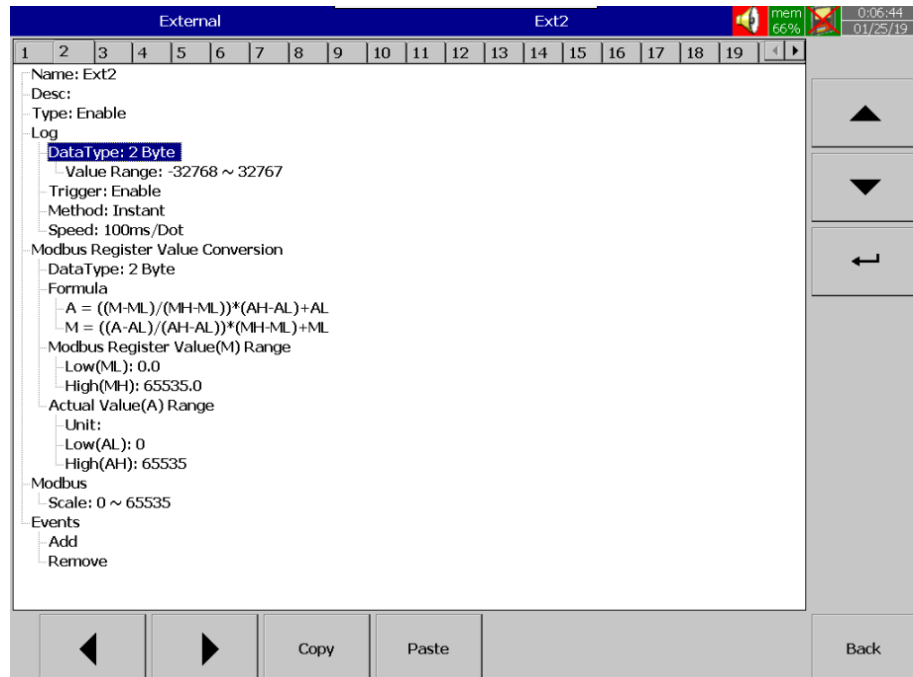 External Ext2 mem 66% 0:06:44 01/25/19
1 2 3 4 5 6 7 8 9 10 11 12 13 14 15 16 17 18 19
Name: Ext2
Desc:
Type: Enable
Log
DataType: 2 Byte
Value Range: -32768 ~ 32767
Trigger: Enable
Method: Instant
Speed: 100ms/Dot
Modbus Register Value Conversion
DataType: 2 Byte
Formula
A = ((M-ML)/(MH-ML))*(AH-AL)+AL
M = ((A-AL)/(AH-AL))*(MH-ML)+ML
Modbus Register Value(M) Range
Low(ML): 0.0
High(MH): 65535.0
Actual Value(A) Range
Unit:
Low(AL): 0
High(AH): 65535
Modbus
Scale: 0 ~ 65535
Events
Add
Remove
Copy Paste Back